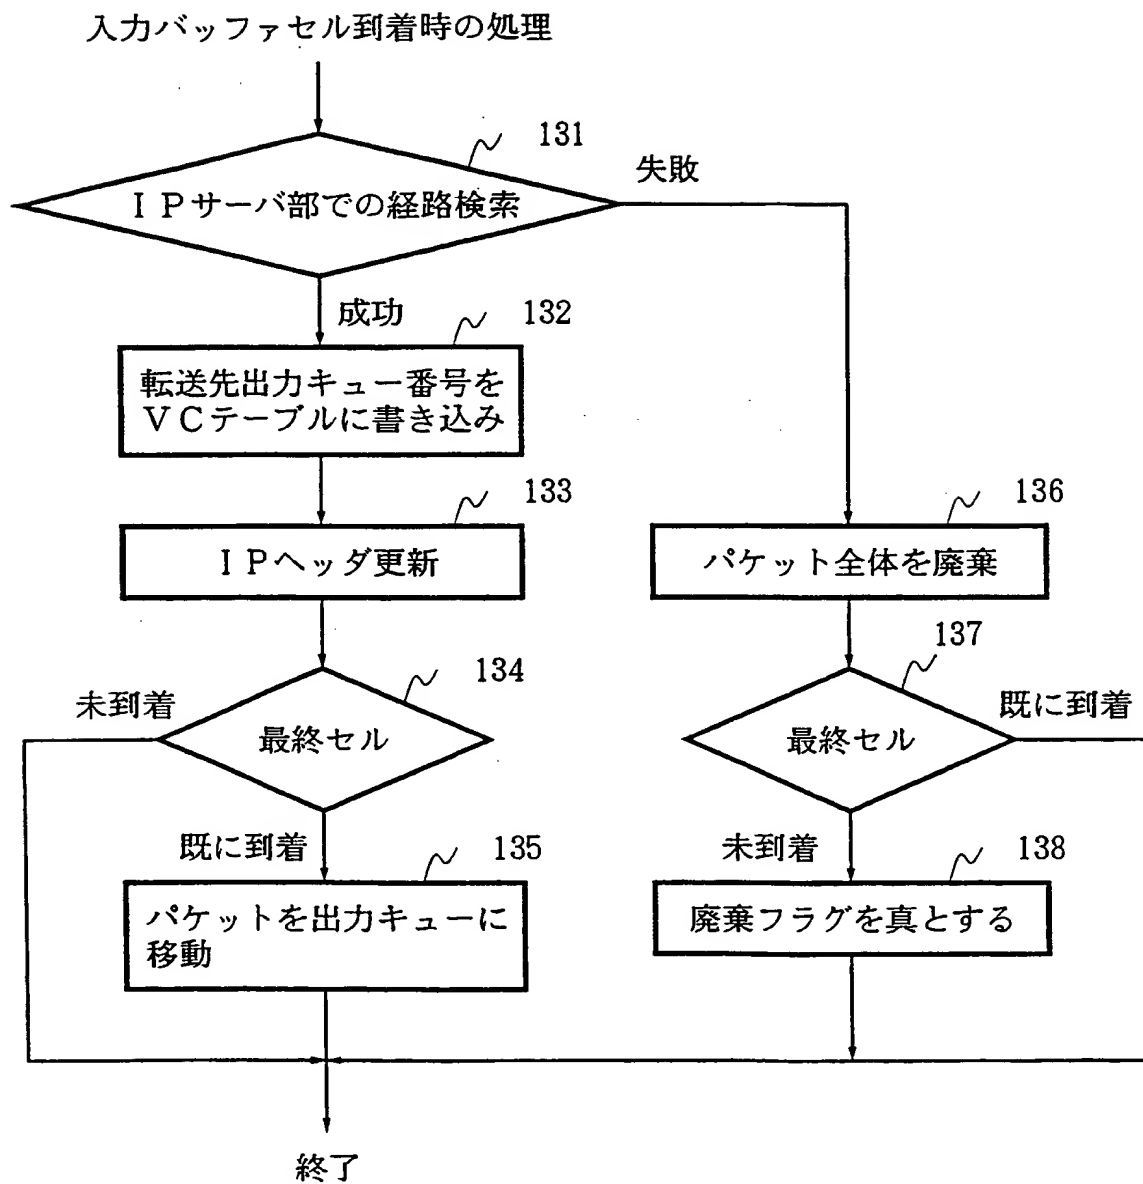 入力バッファセル到着時の処理
131
失敗
ＩＰサーバ部での経路検索
成功
132
転送先出力キュー番号を
ＶＣテーブルに書き込み
133
ＩＰヘッダ更新
136
パケット全体を廃棄
134
未到着
最終セル
137
既に到着
最終セル
既に到着
135
パケットを出力キューに
移動
未到着
138
廃棄フラグを真とする
終了